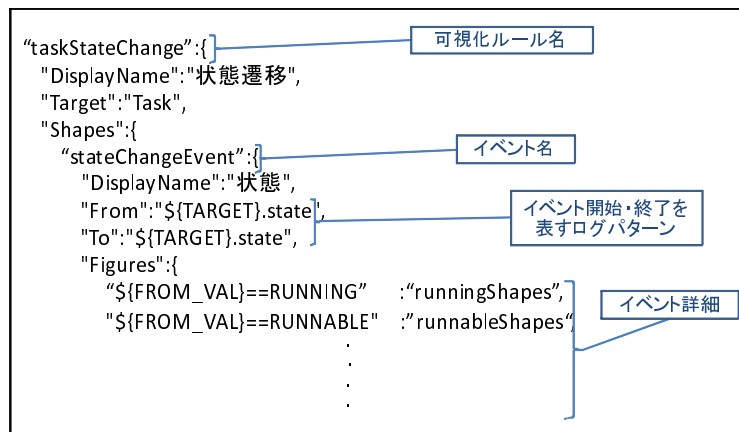 “taskStateChange”:{
可視化ルール名
"DisplayName":"状態遷移",
"Target":"Task",
"Shapes":{
“stateChangeEvent”:{
イベント名
"DisplayName":"状態",
"From":"${TARGET}.state",
イベント開始・終了を
表すログパターン
"To":"${TARGET}.state",
"Figures":{
“${FROM_VAL}==RUNNING” :“runningShapes”,
イベント詳細
"${FROM_VAL}==RUNNABLE" :”runnableShapes“,
.
.
.
.